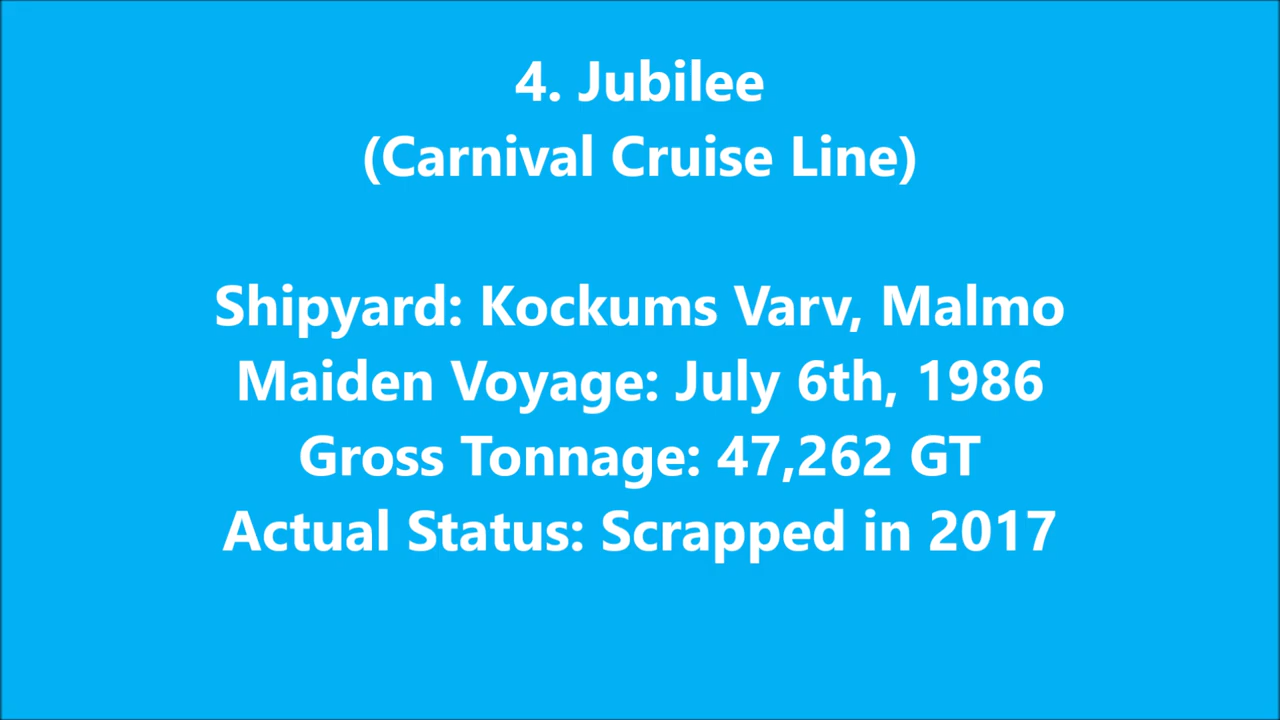 4. Jubilee
(Carnival Cruise Line)
Shipyard: Kockums Varv, Malmo
Maiden Voyage: July 6th, 1986
Gross Tonnage: 47,262 GT
Actual Status: Scrapped in 2017